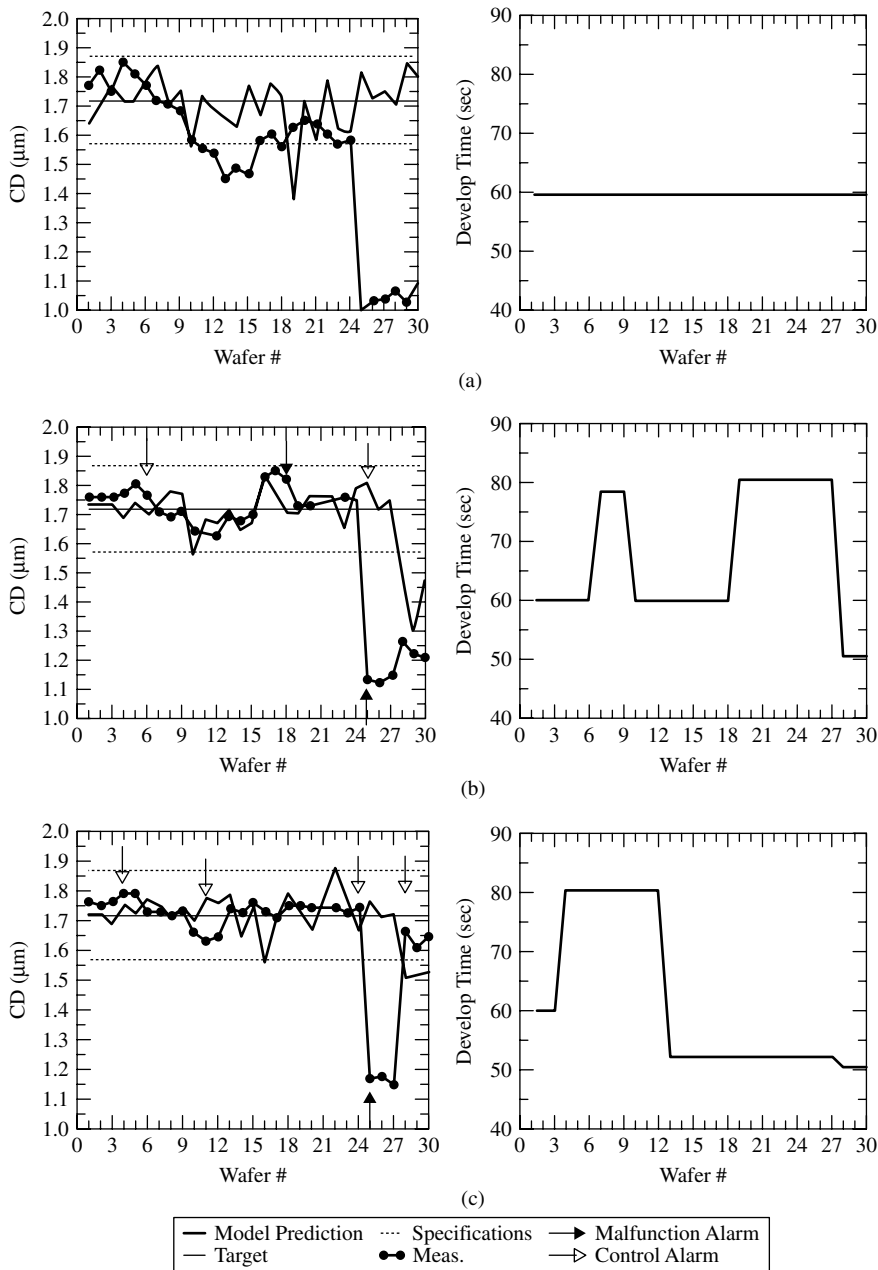 2.0
1.9
1.8
1.7
1.6
1.5
1.4
1.3
1.2
1.1
1.0
CD (µm)
0 3 6 9 12 15 18 21 24 27 30
Wafer #
90
80
70
60
50
40
Develop Time (sec)
0 3 6 9 12 15 18 21 24 27 30
Wafer #
(a)
2.0
1.9
1.8
1.7
1.6
1.5
1.4
1.3
1.2
1.1
1.0
CD (µm)
0 3 6 9 12 15 18 21 24 27 30
Wafer #
90
80
70
60
50
40
Develop Time (sec)
0 3 6 9 12 15 18 21 24 27 30
Wafer #
(b)
2.0
1.9
1.8
1.7
1.6
1.5
1.4
1.3
1.2
1.1
1.0
CD (µm)
0 3 6 9 12 15 18 21 24 27 30
Wafer #
90
80
70
60
50
40
Develop Time (sec)
0 3 6 9 12 15 18 21 24 27 30
Wafer #
(c)
Model Prediction Specifications Malfunction Alarm
Target Meas. Control Alarm